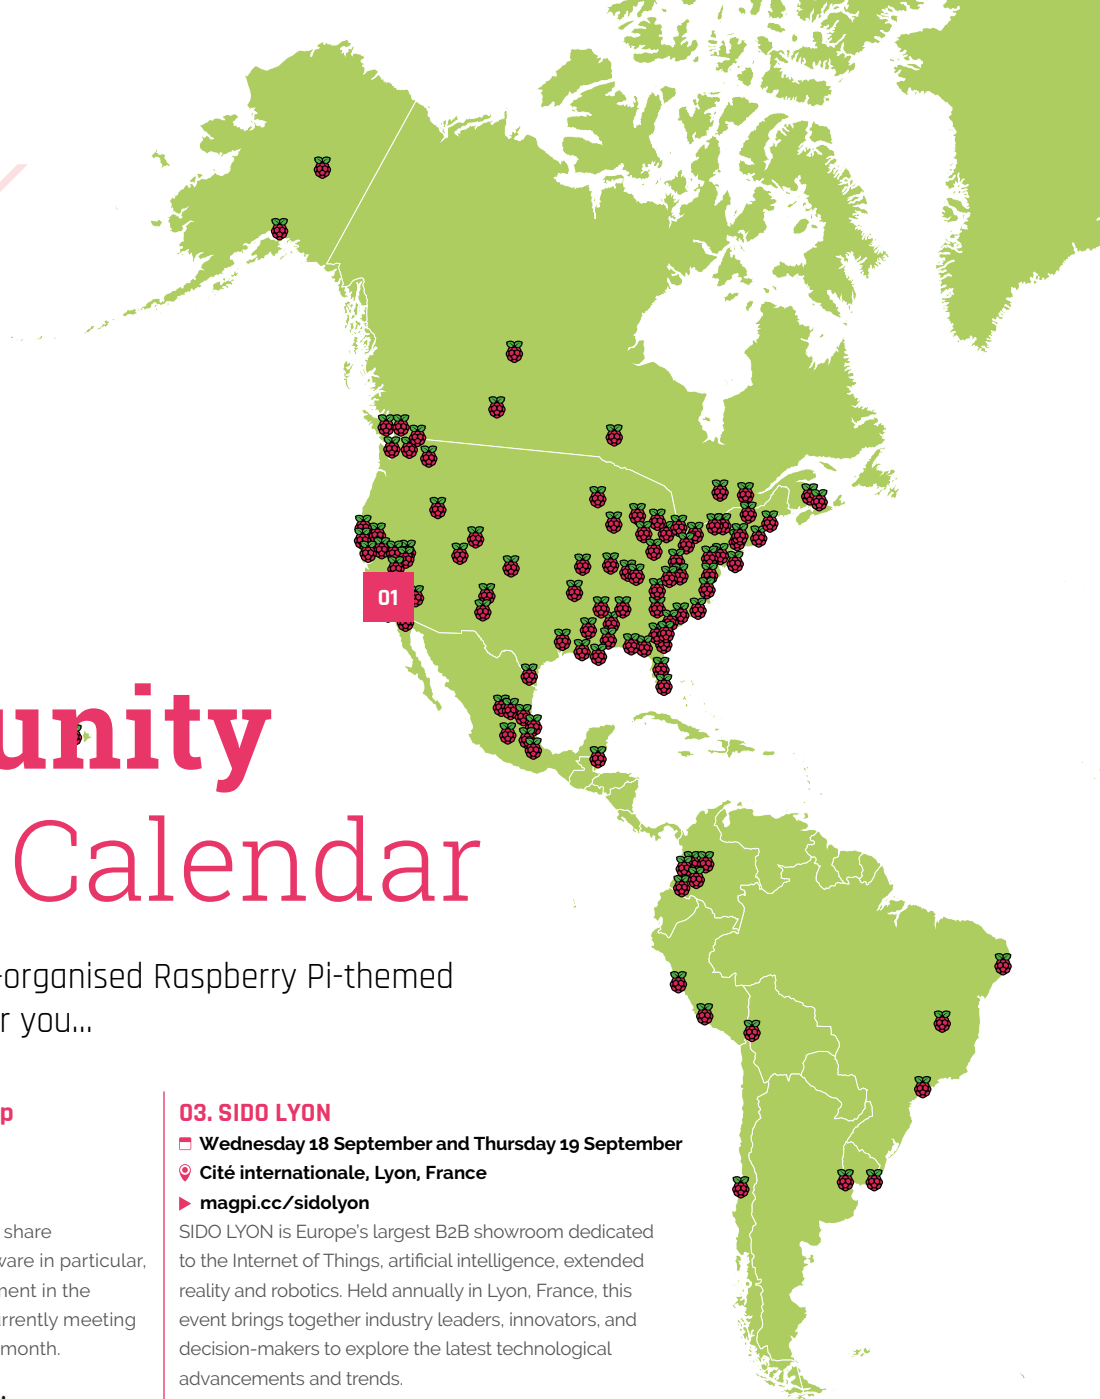 01
unity
Calendar
-organised Raspberry Pi-themed
r you...
p
share
ware in particular,
ment in the
urrently meeting
month.
03. SIDO LYON
Wednesday 18 September and Thursday 19 September
Cité internationale, Lyon, France
magpi.cc/sidolyon
SIDO LYON is Europe's largest B2B showroom dedicated
to the Internet of Things, artificial intelligence, extended
reality and robotics. Held annually in Lyon, France, this
event brings together industry leaders, innovators, and
decision-makers to explore the latest technological
advancements and trends.